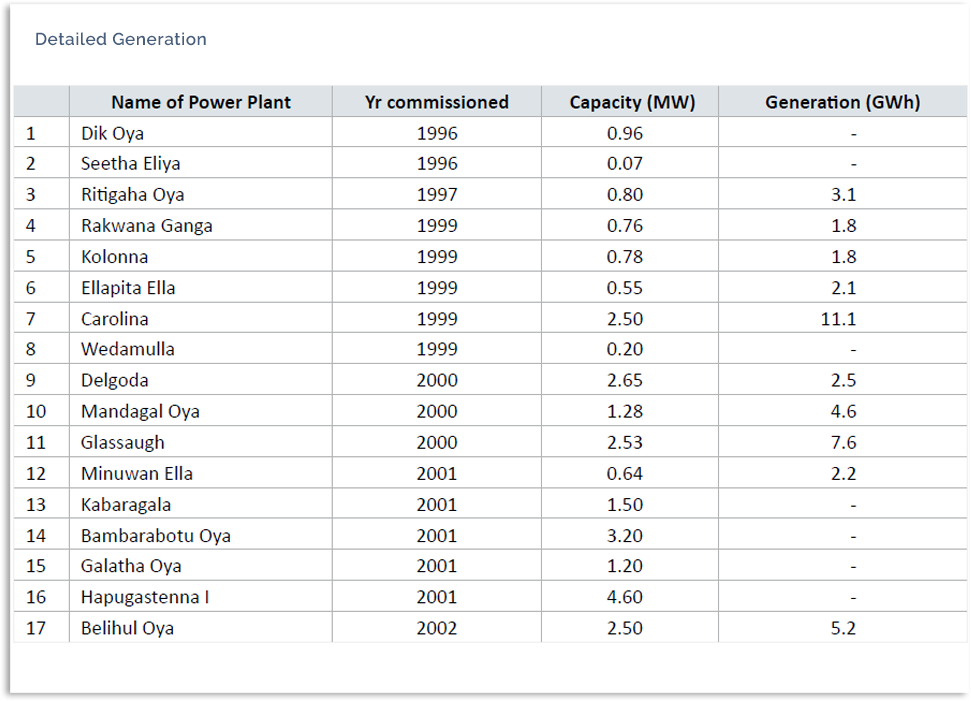 Detailed Generation
Name of Power Plant Yr commissioned Capacity (MW) Generation (GWh)
1 Dik Oya 1996 0.96 -
2 Seetha Eliya 1996 0.07 -
3 Ritigaha Oya 1997 0.80 3.1
4 Rakwana Ganga 1999 0.76 1.8
5 Kolonna 1999 0.78 1.8
6 Ellapita Ella 1999 0.55 2.1
7 Carolina 1999 2.50 11.1
8 Wedamulla 1999 0.20 -
9 Delgoda 2000 2.65 2.5
10 Mandagal Oya 2000 1.28 4.6
11 Glassaugh 2000 2.53 7.6
12 Minuwan Ella 2001 0.64 2.2
13 Kabaragala 2001 1.50 -
14 Bambarabotu Oya 2001 3.20 -
15 Galatha Oya 2001 1.20 -
16 Hapugastenna I 2001 4.60 -
17 Belihul Oya 2002 2.50 5.2